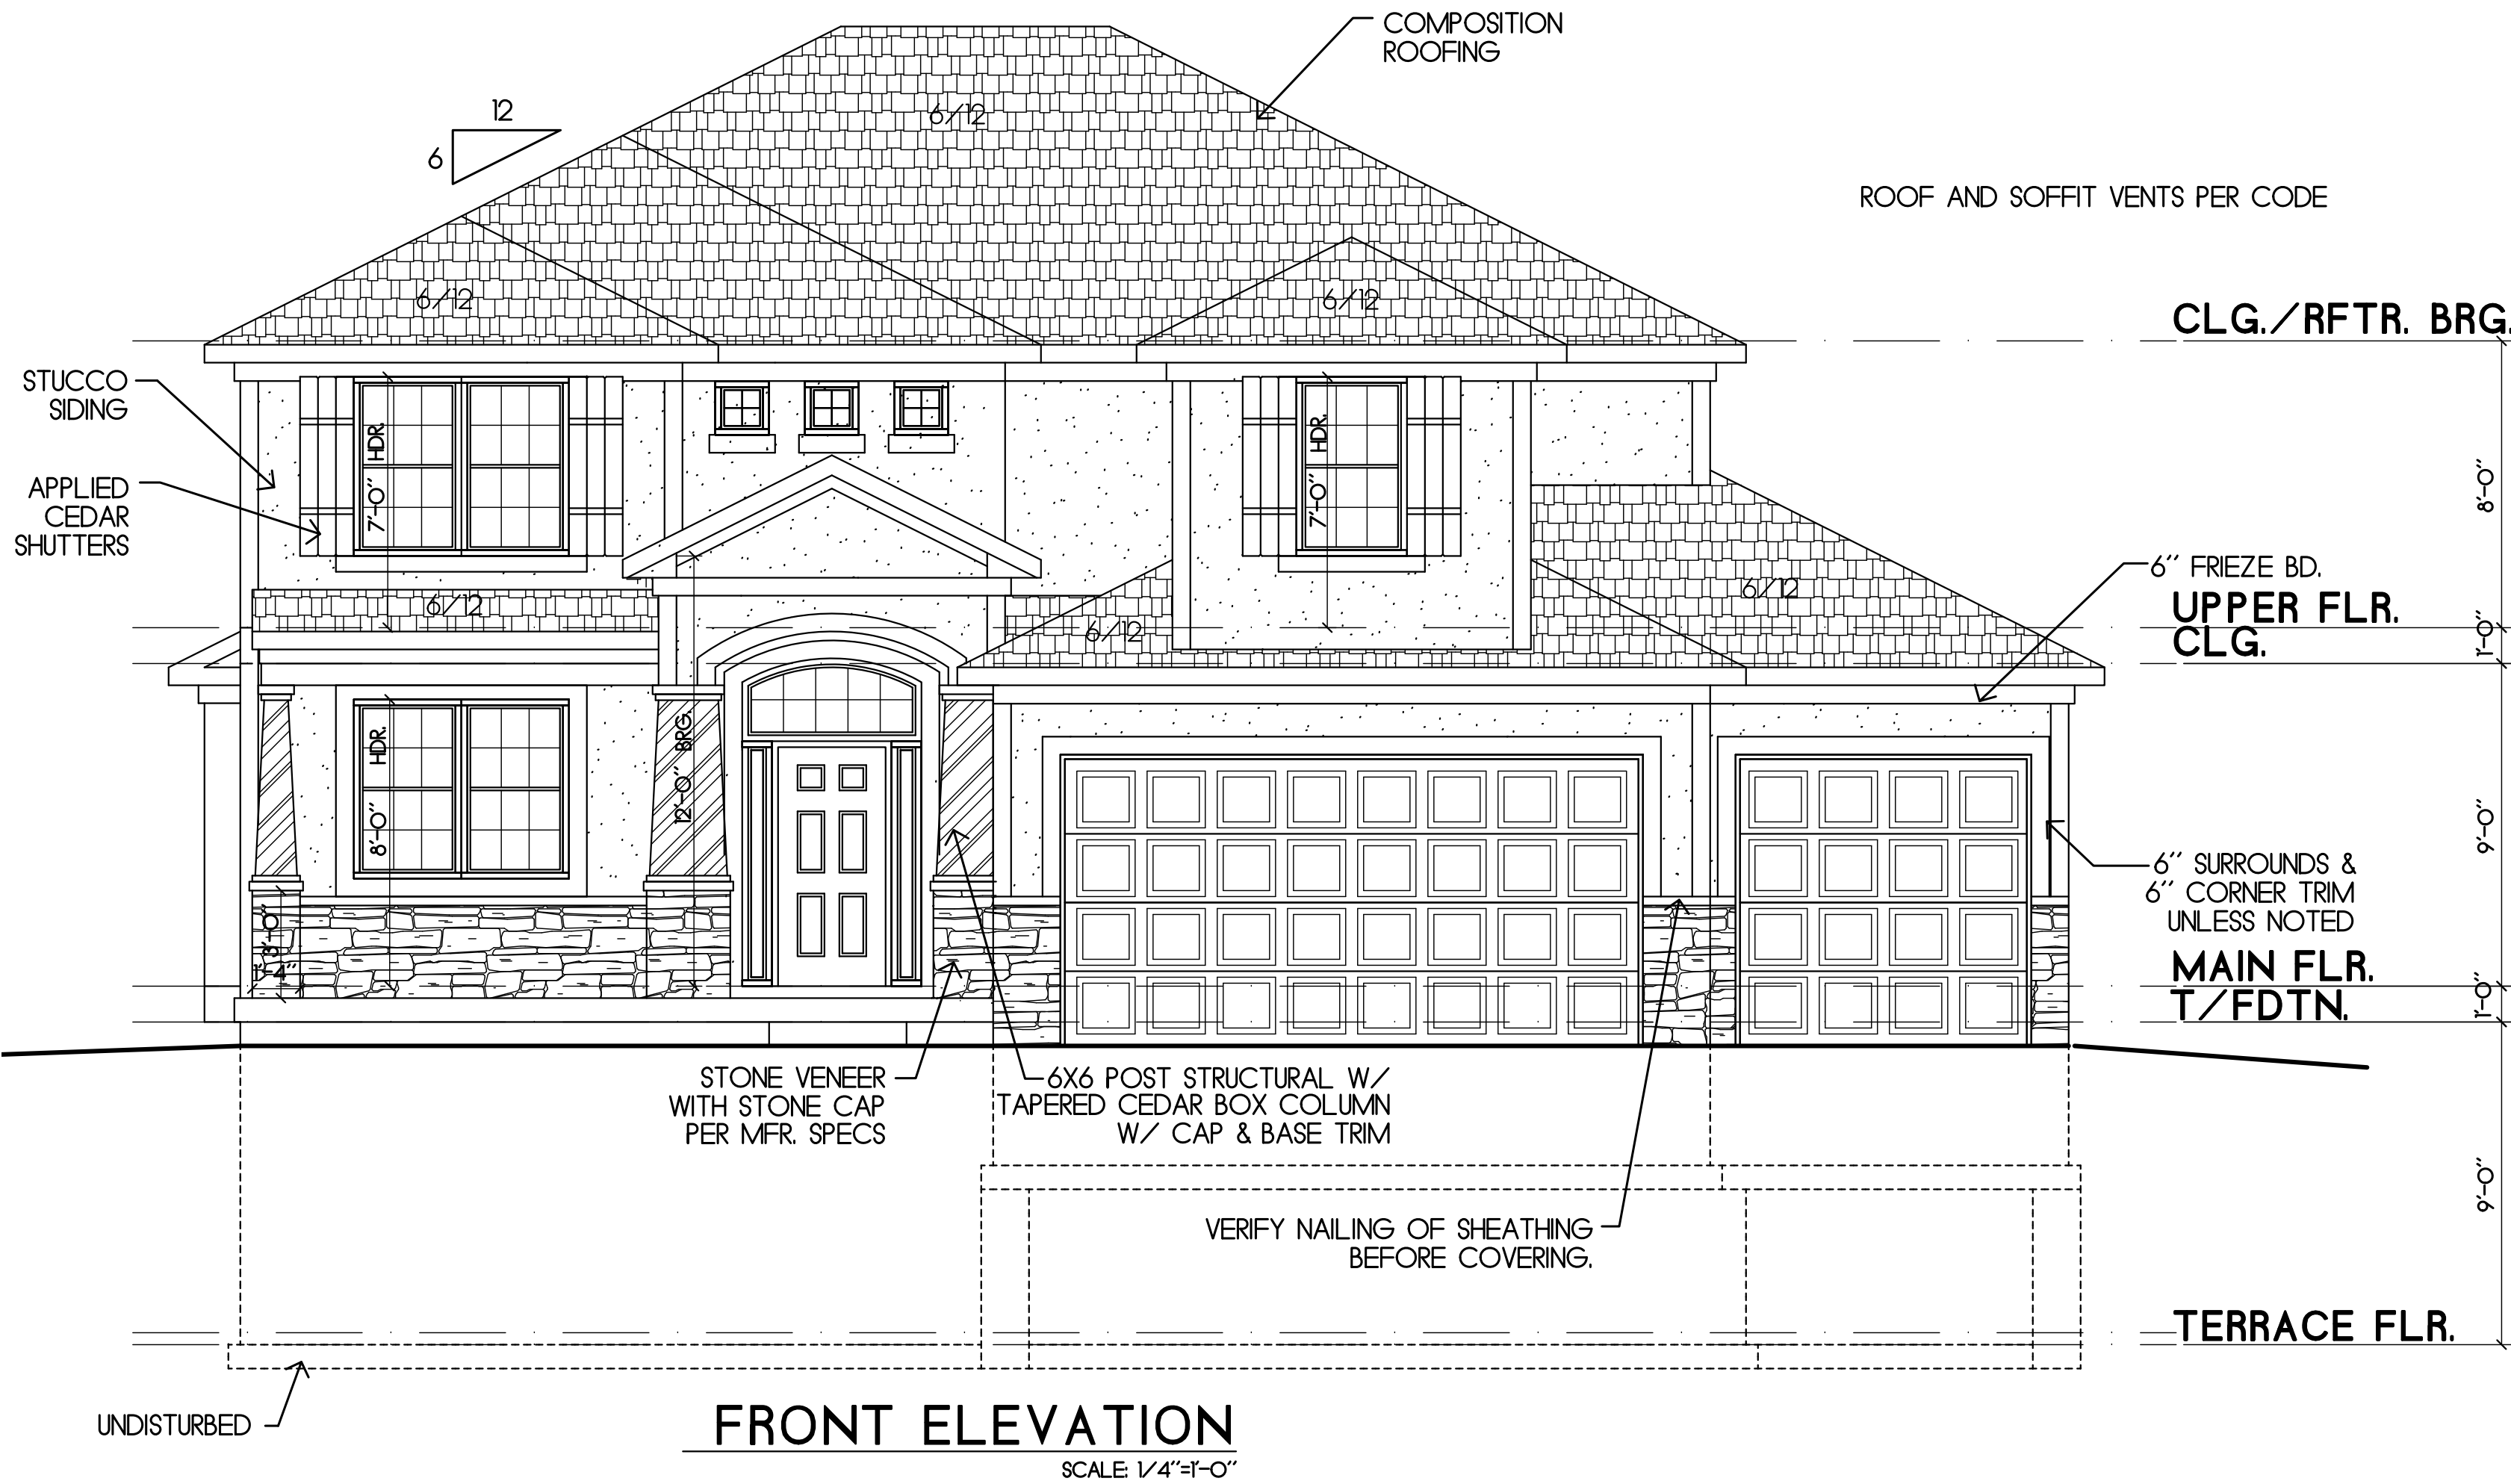 COMPOSITION
ROOFING
12
6
6/12
ROOF AND SOFFIT VENTS PER CODE
6/12
6/12
CLG./RFTR. BRG.
STUCCO
SIDING
HDR.
7'-0"
HDR.
7'-0"
8'-0"
APPLIED
CEDAR
SHUTTERS
6/12
6/12
6/12
6" FRIEZE BD.
UPPER FLR.
CLG.
1'-0"
HDR.
8'-0"
BRG.
12'-0"
9'-0"
6" SURROUNDS &
6" CORNER TRIM
UNLESS NOTED
3'-0"
1'-4"
MAIN FLR.
T/FDTN.
1'-0"
STONE VENEER
WITH STONE CAP
PER MFR. SPECS
6X6 POST STRUCTURAL W/
TAPERED CEDAR BOX COLUMN
W/ CAP & BASE TRIM
9'-0"
VERIFY NAILING OF SHEATHING
BEFORE COVERING.
TERRACE FLR.
UNDISTURBED
FRONT ELEVATION
SCALE: 1/4"=1'-0"